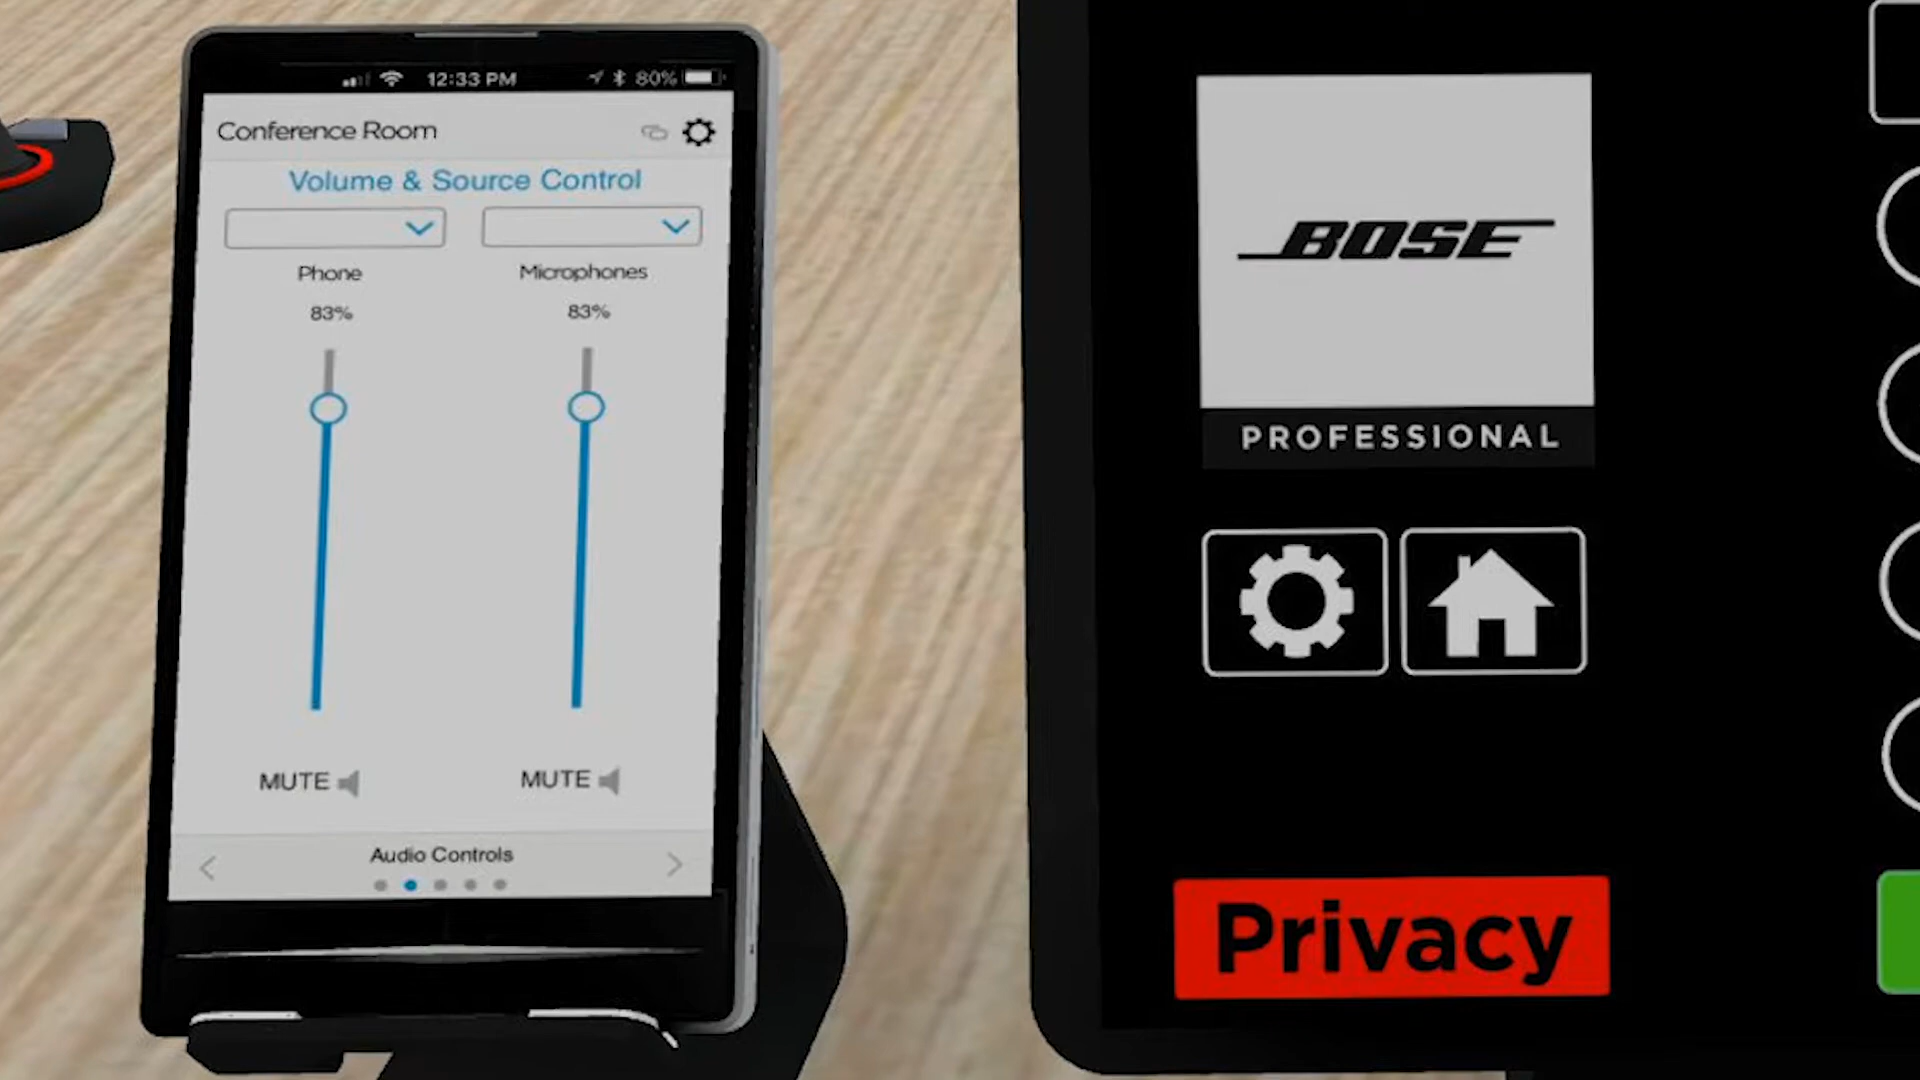 12:33 PM
80%
Conference Room
Volume & Source Control
Phone
Microphones
83%
83%
MUTE
MUTE
Audio Controls
BOSE
PROFESSIONAL
Privacy